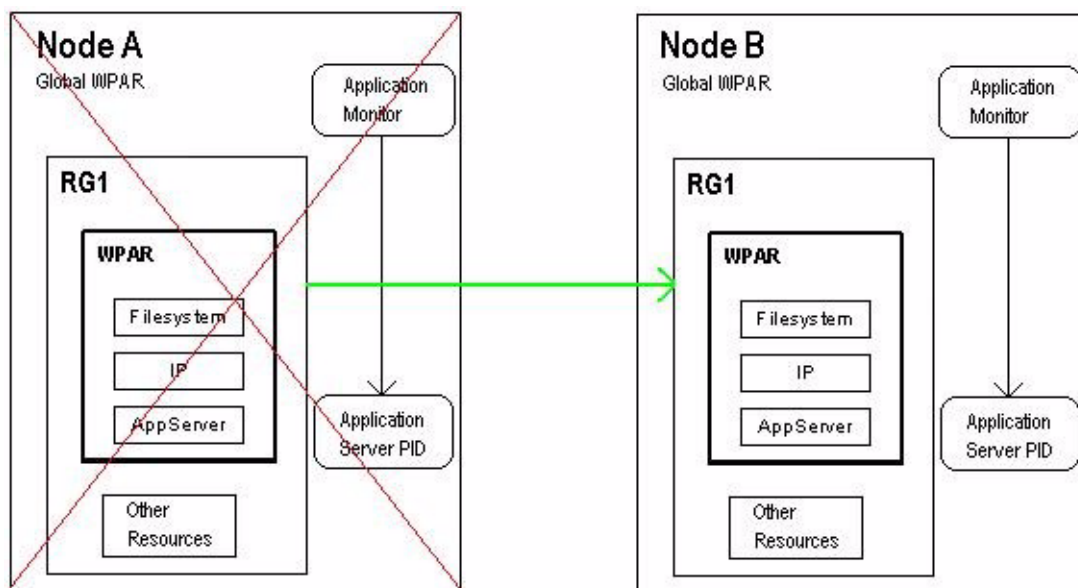 Node A
Global WPAR
Application
Monitor
RG1
WPAR
Filesystem
IP
AppServer
Application
Server PID
Other
Resources
Node B
Global WPAR
Application
Monitor
RG1
WPAR
Filesystem
IP
AppServer
Application
Server PID
Other
Resources